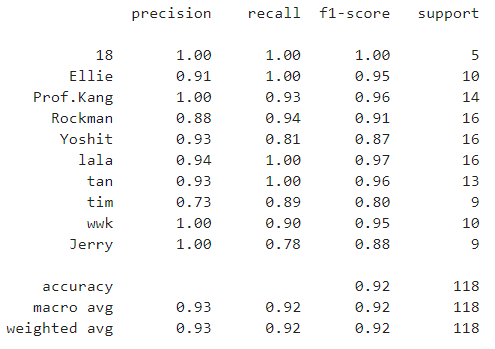 precision recall f1-score support
18 1.00 1.00 1.00 5
Ellie 0.91 1.00 0.95 10
Prof.Kang 1.00 0.93 0.96 14
Rockman 0.88 0.94 0.91 16
Yoshit 0.93 0.81 0.87 16
lala 0.94 1.00 0.97 16
tan 0.93 1.00 0.96 13
tim 0.73 0.89 0.80 9
wwk 1.00 0.90 0.95 10
Jerry 1.00 0.78 0.88 9
accuracy 0.92 118
macro avg 0.93 0.92 0.92 118
weighted avg 0.93 0.92 0.92 118